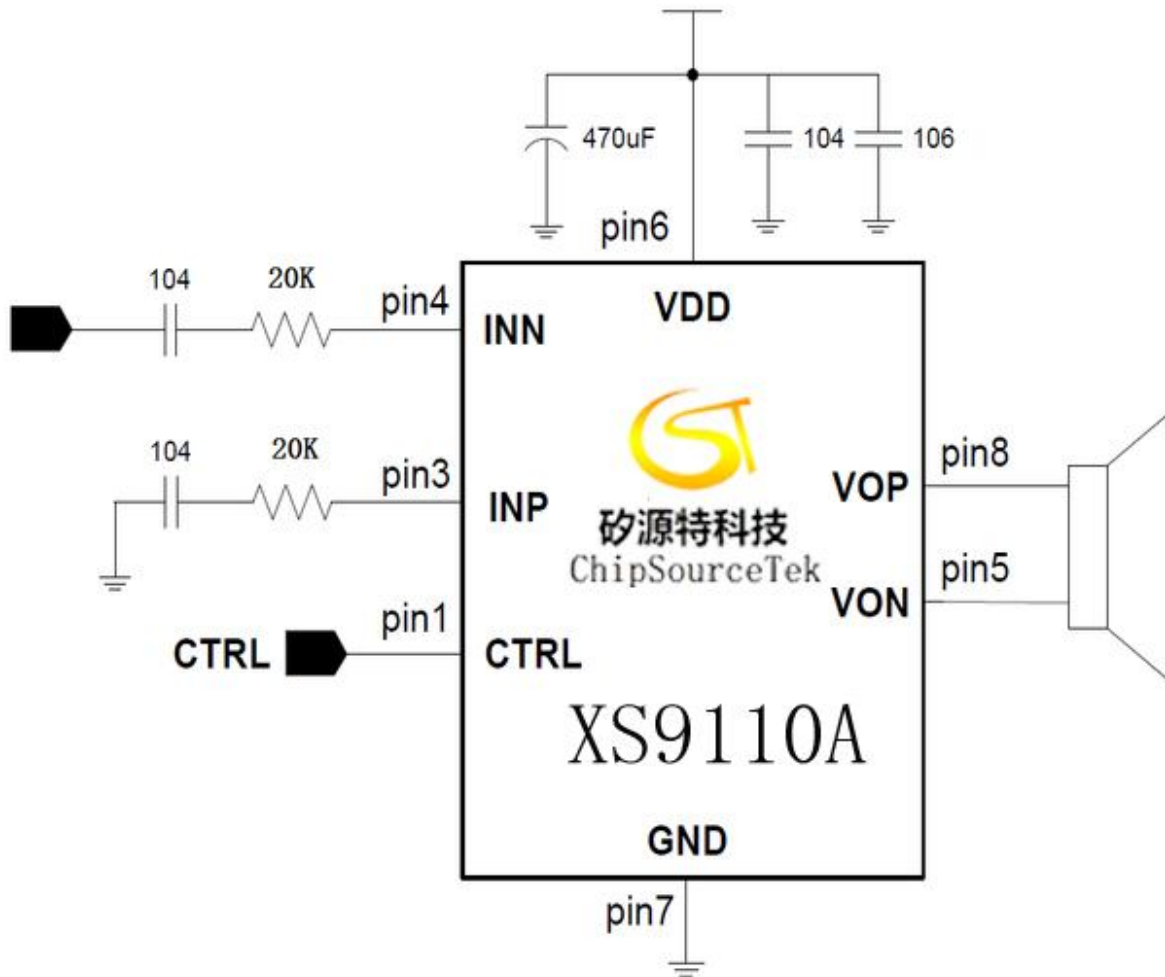 470uF
104
106
pin6
104
20K
pin4
INN
VDD
104
20K
pin3
INP
矽源特科技
ChipSourceTek
VOP
pin8
VON
pin5
CTRL
pin1
CTRL
XS9110A
GND
pin7